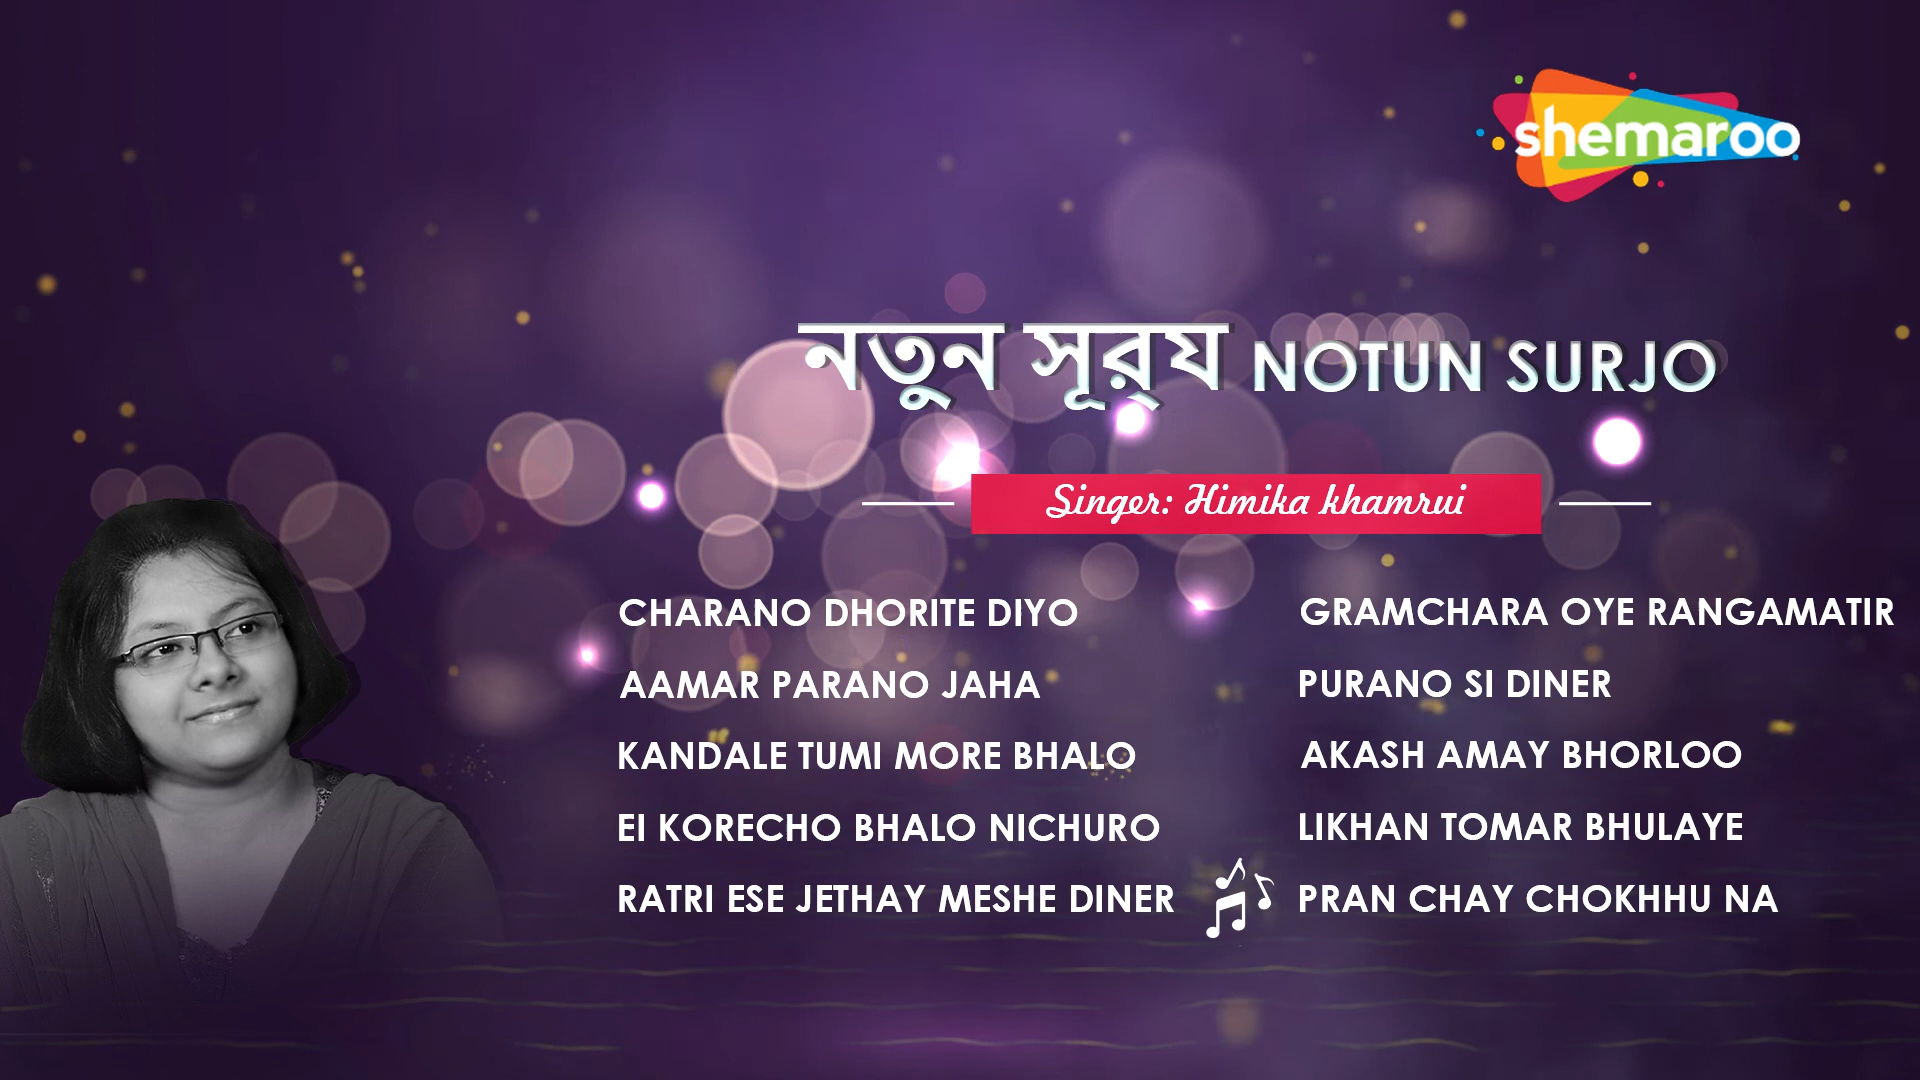 shemaroo
নতুন সূর্য NOTUN SURJO
Singer: Himika khamrui
CHARANO DHORITE DIYO
AAMAR PARANO JAHA
KANDALE TUMI MORE BHALO
EI KORECHO BHALO NICHURO
RATRI ESE JETHAY MESHE DINER
GRAMCHARA OYE RANGAMATIR
PURANO SI DINER
AKASH AMAY BHORLOO
LIKHAN TOMAR BHULAYE
PRAN CHAY CHOKHHU NA